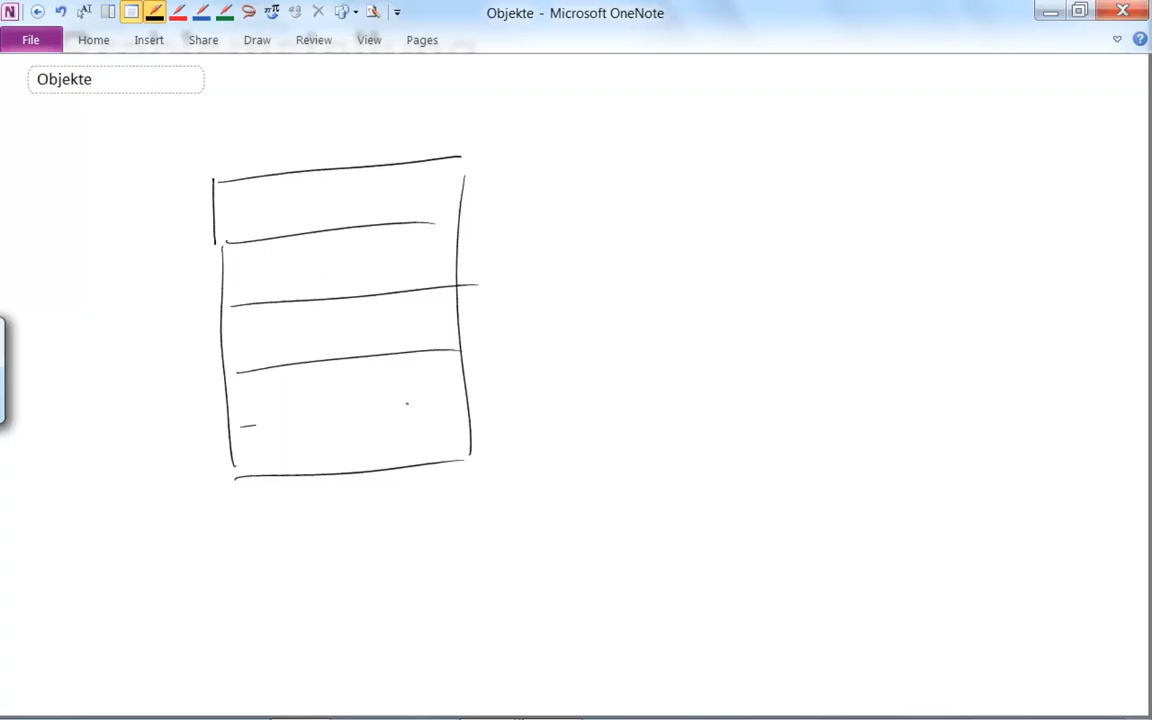 Objekte - Microsoft OneNote
File Home Insert Share Draw Review View Pages
Objekte